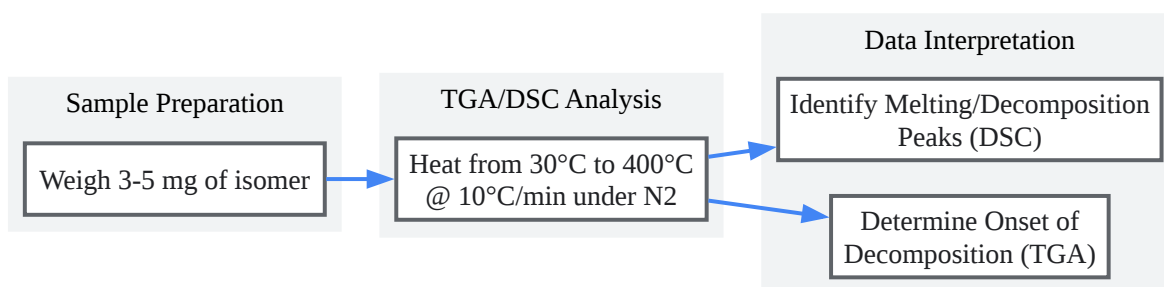 Sample Preparation
Weigh 3-5 mg of isomer
TGA/DSC Analysis
Heat from 30°C to 400°C
@ 10°C/min under N2
Data Interpretation
Identify Melting/Decomposition
Peaks (DSC)
Determine Onset of
Decomposition (TGA)